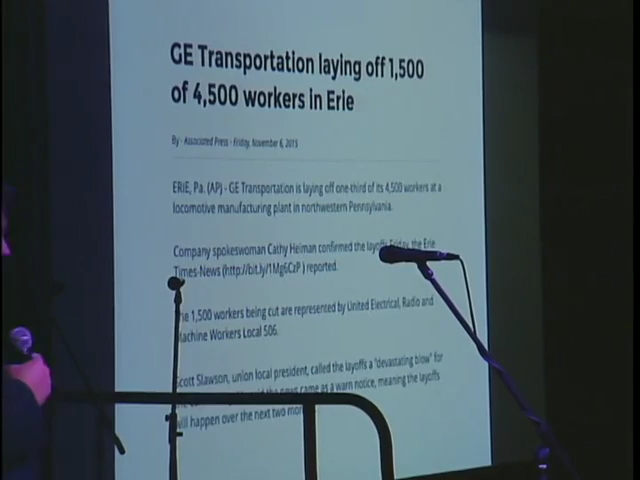 GE Transportation laying off 1,500
of 4,500 workers in Erie
By - Associated Press - Friday, November 6, 2015
ERIE, Pa. (AP) - GE Transportation is laying off one-third of its 4,500 workers at a
locomotive manufacturing plant in northwestern Pennsylvania.
Company spokeswoman Cathy Heiman confirmed the layoffs Friday, the Erie
Times-News (http://bit.ly/1Mg6CzP ) reported.
The 1,500 workers being cut are represented by United Electrical, Radio and
Machine Workers Local 506.
Scott Slawson, union local president, called the layoffs a "devastating blow" for
the news came as a warn notice, meaning the layoffs
will happen over the next two